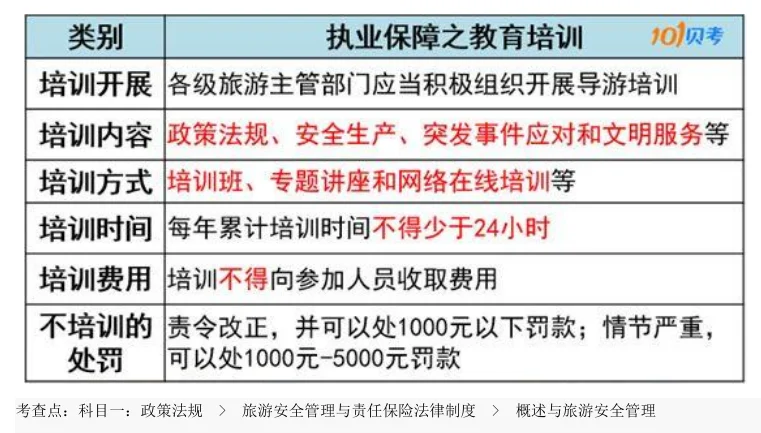 类别 执业保障之教育培训 101贝考
培训开展 各级旅游主管部门应当积极组织开展导游培训
培训内容 政策法规、安全生产、突发事件应对和文明服务等
培训方式 培训班、专题讲座和网络在线培训等
培训时间 每年累计培训时间不得少于24小时
培训费用 培训不得向参加人员收取费用
不培训的 责令改正，并可以处1000元以下罚款；情节严重，
处罚 可以处1000元-5000元罚款
考查点：科目一：政策法规 > 旅游安全管理与责任保险法律制度 > 概述与旅游安全管理